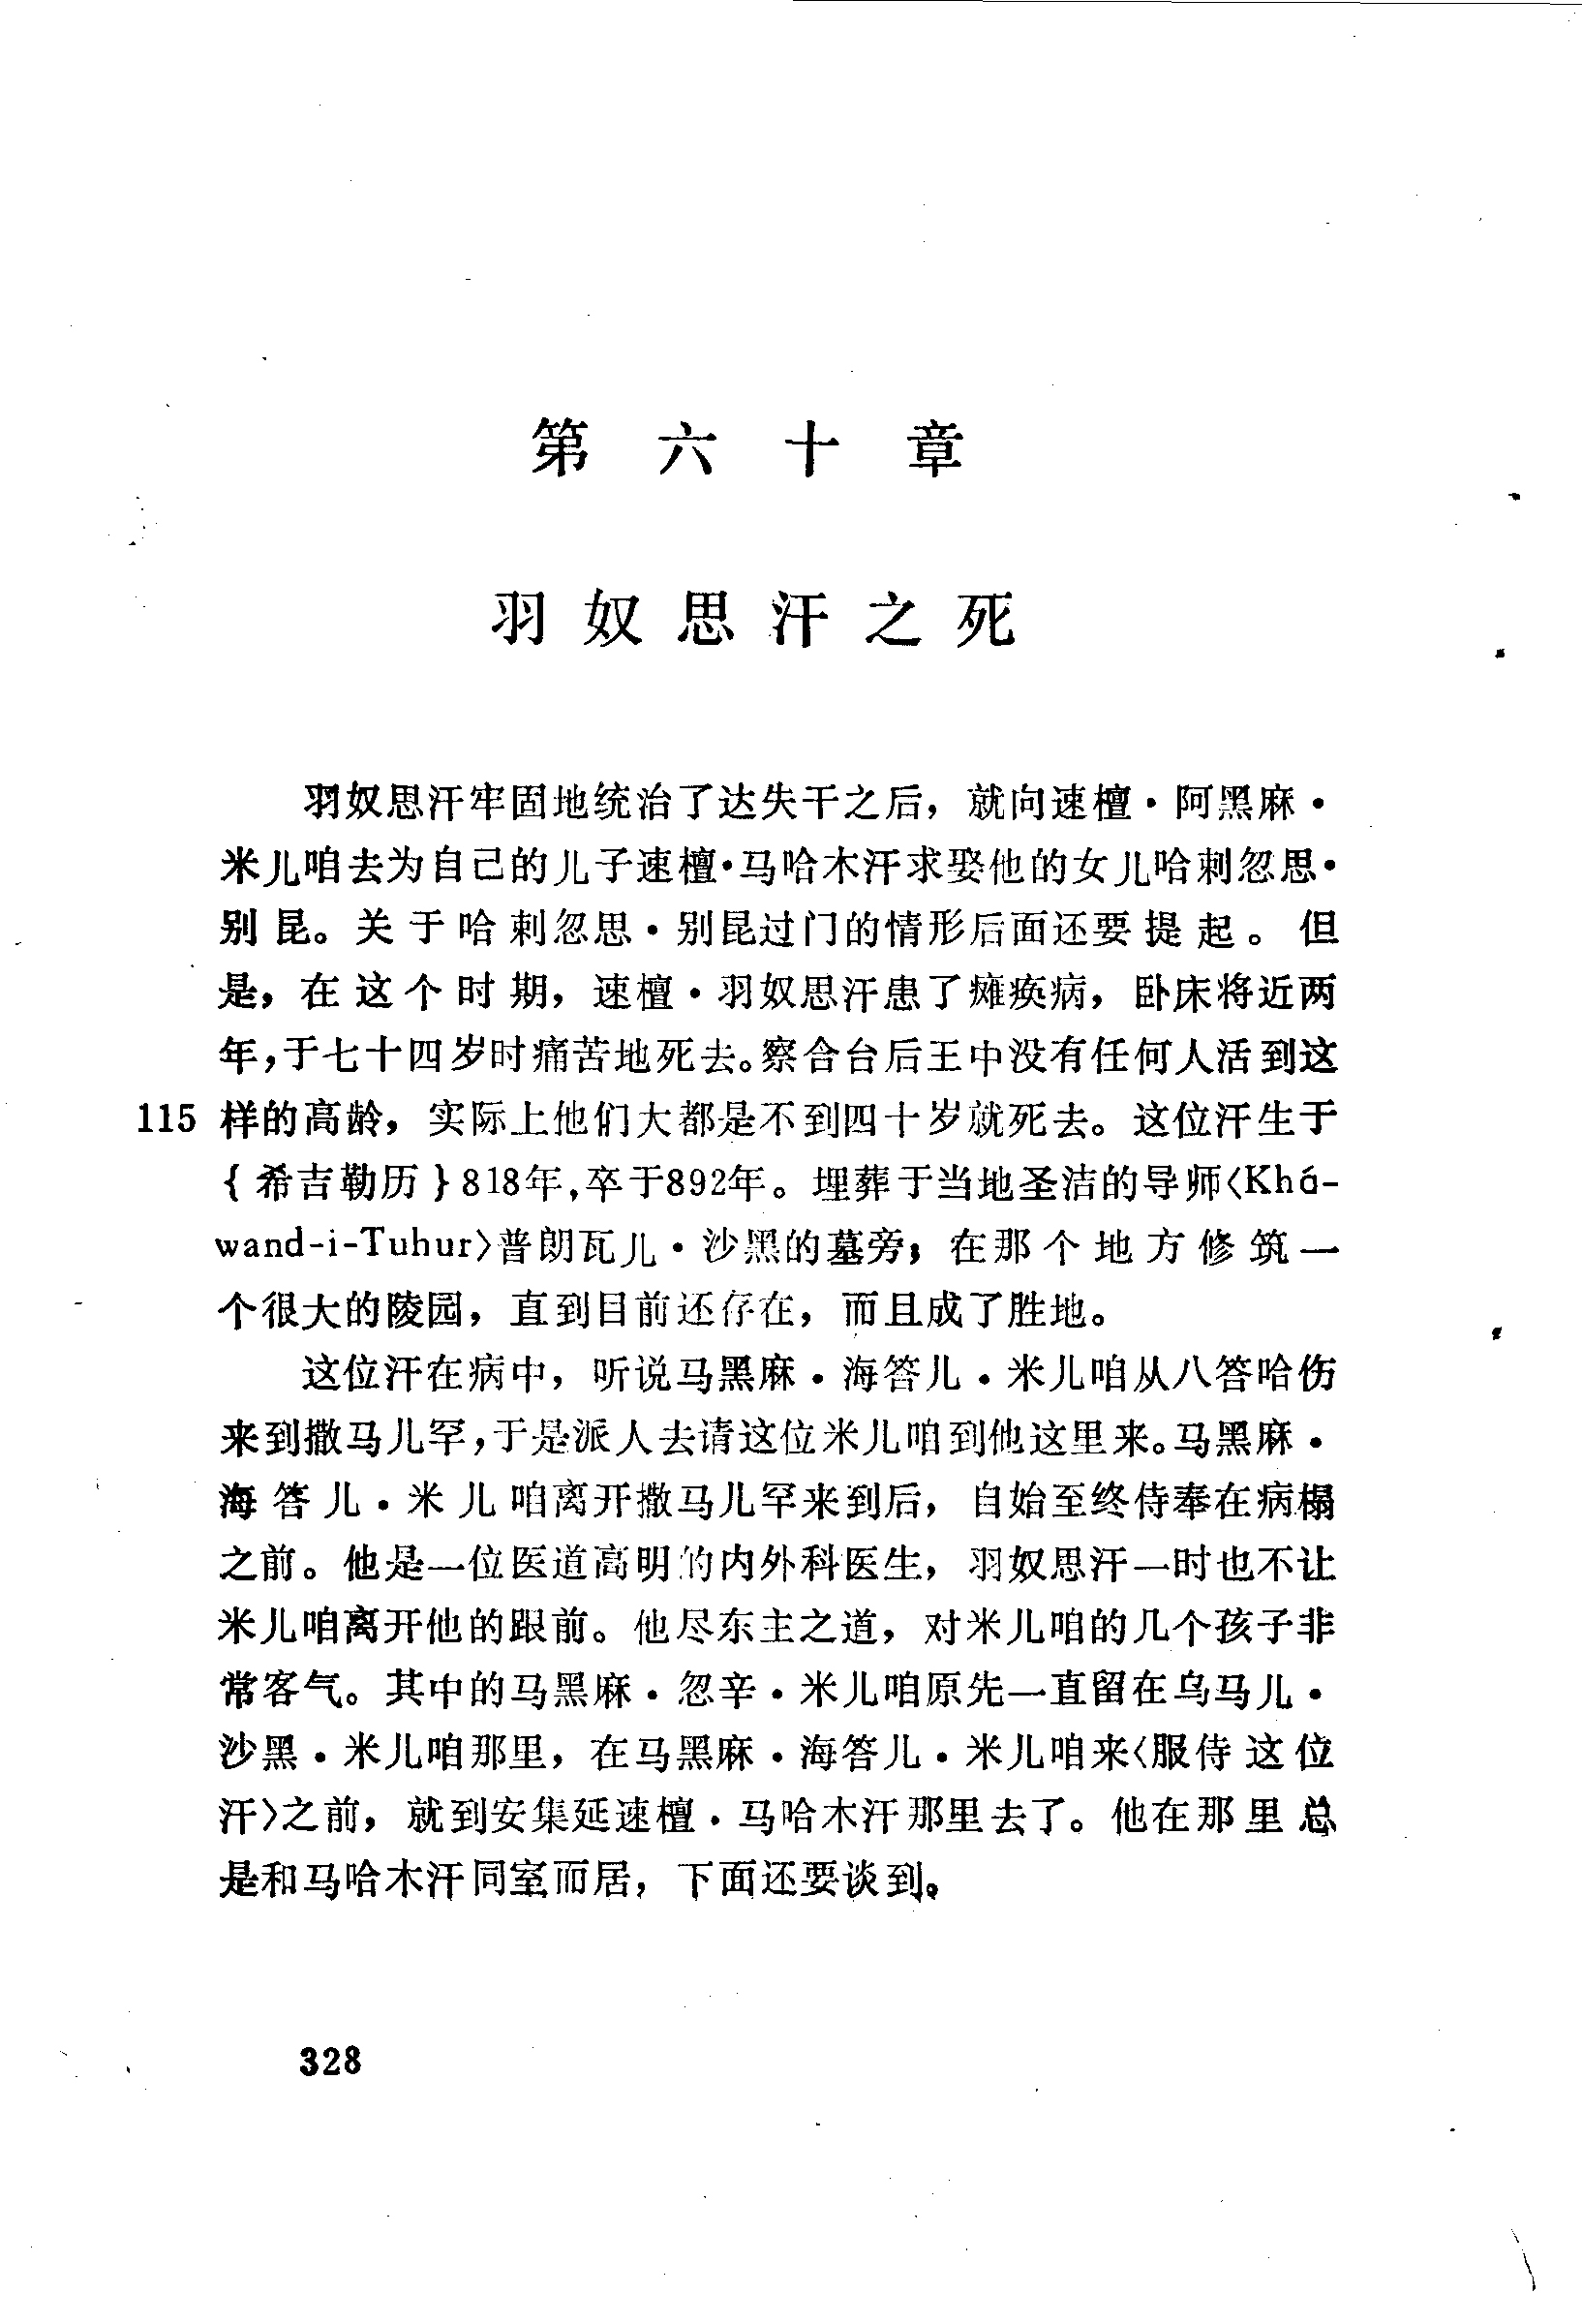 第六十章
羽奴思汗之死
羽奴思汗牢固地统治了达失干之后，就向速檀·阿黑麻·
米儿咱去为自己的儿子速檀·马哈木汗求娶他的女儿哈剌忽思·
别昆。关于哈剌忽思·别昆过门的情形后面还要提起。但
是，在这个时期，速檀·羽奴思汗患了瘫痪病，卧床将近两
年，于七十四岁时痛苦地死去。察合台后王中没有任何人活到这
115 样的高龄，实际上他们大都是不到四十岁就死去。这位汗生于
{希吉勒历}818年，卒于892年。埋葬于当地圣洁的导师〈Khá-
wand-i-Tuhur〉普朗瓦儿·沙黑的墓旁；在那个地方修筑一
个很大的陵园，直到目前还存在，而且成了胜地。
这位汗在病中，听说马黑麻·海答儿·米儿咱从八答哈伤
来到撒马儿罕，于是派人去请这位米儿咱到他这里来。马黑麻·
海答儿·米儿咱离开撒马儿罕来到后，自始至终侍奉在病榻
之前。他是一位医道高明的内外科医生，羽奴思汗一时也不让
米儿咱离开他的跟前。他尽东主之道，对米儿咱的几个孩子非
常客气。其中的马黑麻·忽辛·米儿咱原先一直留在乌马儿·
沙黑·米儿咱那里，在马黑麻·海答儿·米儿咱来〈服侍这位
汗〉之前，就到安集延速檀·马哈木汗那里去了。他在那里总
是和马哈木汗同室而居，下面还要谈到。
328